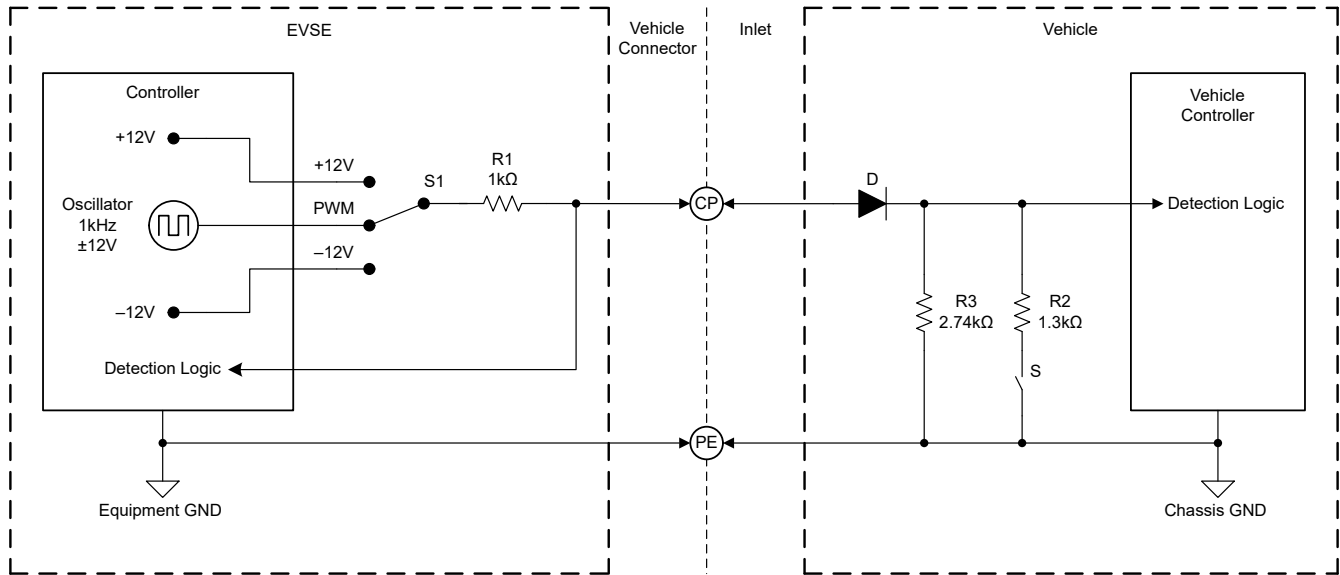 EVSE
Vehicle
Connector
Inlet
Vehicle
Controller
+12V
Oscillator
1kHz
±12V
–12V
Detection Logic
+12V
PWM
–12V
S1
R1
1kΩ
CP
PE
Equipment GND
D
R3
2.74kΩ
R2
1.3kΩ
S
Vehicle
Controller
Detection Logic
Chassis GND